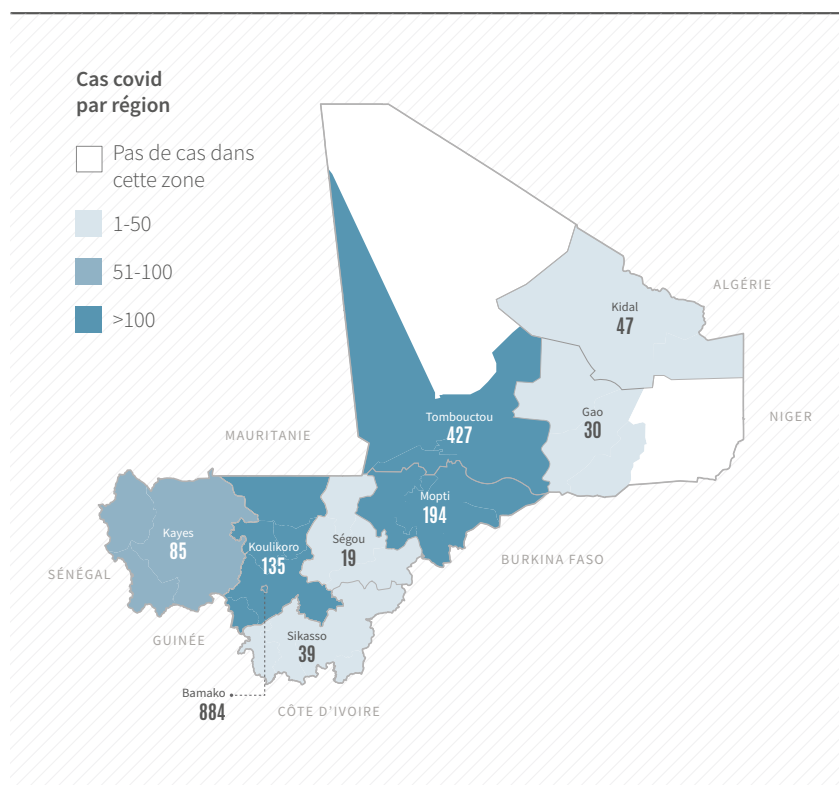 Cas covid
par région
Pas de cas dans
cette zone
1-50
51-100
>100
ALGÉRIE
Kidal
47
NIGER
Gao
30
Tombouctou
427
MAURITANIE
Mopti
194
Kayes
85
Koulikoro
135
Ségou
19
BURKINA FASO
SÉNÉGAL
GUINÉE
Sikasso
39
Bamako
884
CÔTE D'IVOIRE